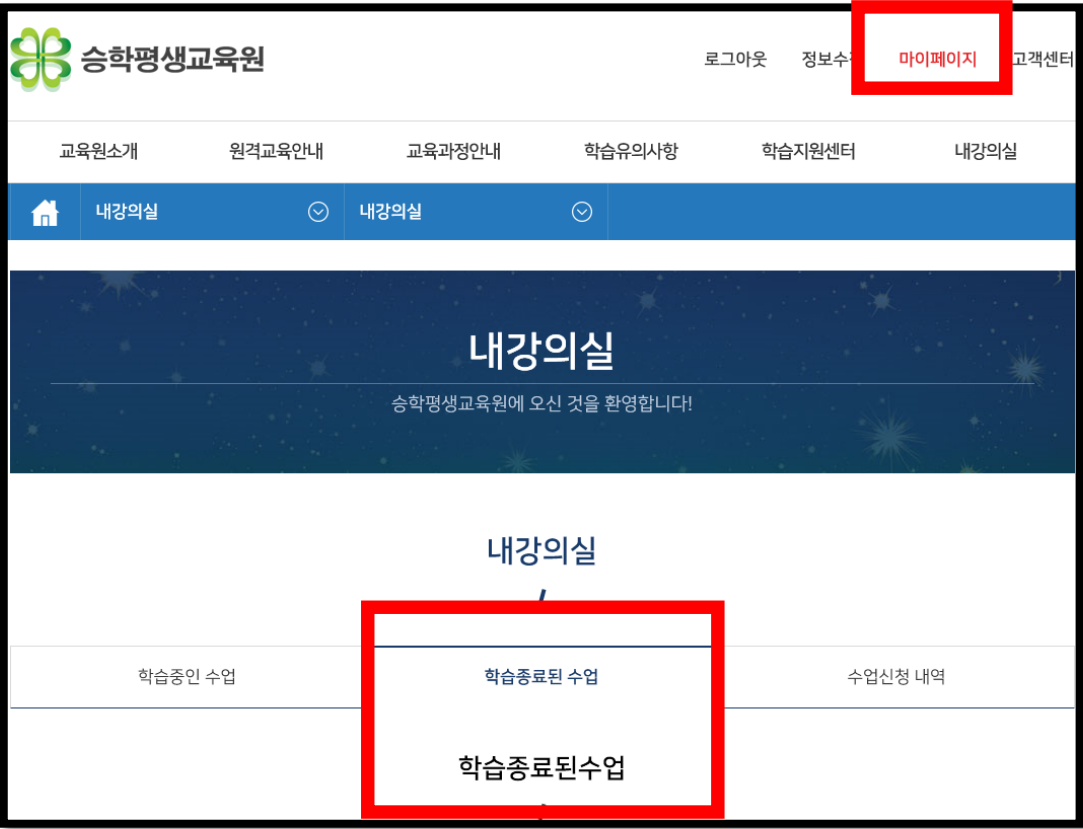 승학평생교육원
로그아웃 정보수 마이페이지 고객센터
교육원소개 원격교육안내 교육과정안내 학습유의사항 학습지원센터 내강의실
내강의실 내강의실
내강의실
승학평생교육원에 오신 것을 환영합니다!
내강의실
학습중인 수업 학습종료된 수업 수업신청 내역
학습종료된수업